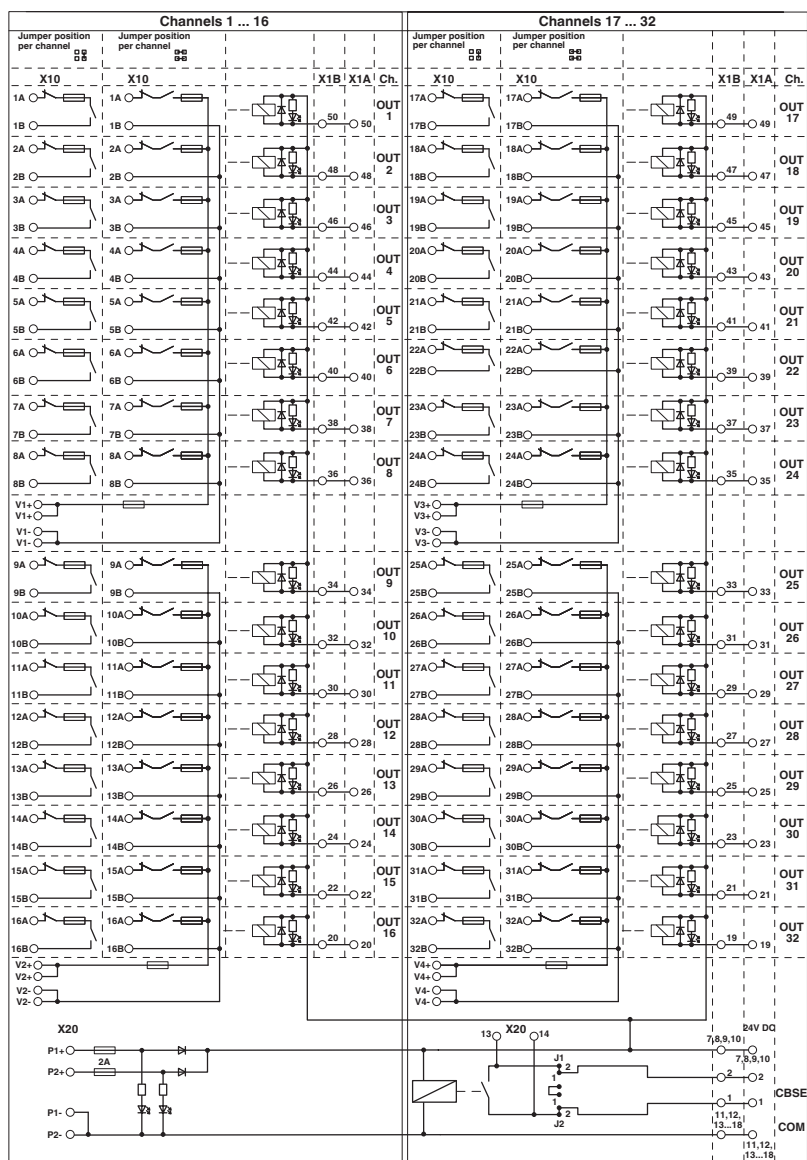 Channels 1 ... 16
Channels 17 ... 32
Jumper position
per channel
Jumper position
per channel
Jumper position
per channel
Jumper position
per channel
X10 X10 X1B X1A Ch.
X10 X10 X1B X1A Ch.
1A 1A 17A 17A
1B 1B 50 50 OUT 1 17B 17B 49 49 OUT 17
2A 2A 18A 18A
2B 2B 48 48 OUT 2 18B 18B 47 47 OUT 18
3A 3A 19A 19A
3B 3B 46 46 OUT 3 19B 19B 45 45 OUT 19
4A 4A 20A 20A
4B 4B 44 44 OUT 4 20B 20B 43 43 OUT 20
5A 5A 21A 21A
5B 5B 42 42 OUT 5 21B 21B 41 41 OUT 21
6A 6A 22A 22A
6B 6B 40 40 OUT 6 22B 22B 39 39 OUT 22
7A 7A 23A 23A
7B 7B 38 38 OUT 7 23B 23B 37 37 OUT 23
8A 8A 24A 24A
8B 8B 36 36 OUT 8 24B 24B 35 35 OUT 24
V1+ V3+
V1+ V3+
V1- V3-
V1- V3-
9A 9A 25A 25A
9B 9B 34 34 OUT 9 25B 25B 33 33 OUT 25
10A 10A 26A 26A
10B 10B 32 32 OUT 10 26B 26B 31 31 OUT 26
11A 11A 27A 27A
11B 11B 30 30 OUT 11 27B 27B 29 29 OUT 27
12A 12A 28A 28A
12B 12B 28 28 OUT 12 28B 28B 27 27 OUT 28
13A 13A 29A 29A
13B 13B 26 26 OUT 13 29B 29B 25 25 OUT 29
14A 14A 30A 30A
14B 14B 24 24 OUT 14 30B 30B 23 23 OUT 30
15A 15A 31A 31A
15B 15B 22 22 OUT 15 31B 31B 21 21 OUT 31
16A 16A 32A 32A
16B 16B 20 20 OUT 16 32B 32B 19 19 OUT 32
V2+ V4+
V2+ V4+
V2- V4-
V2- V4-
X20 X20 24V DC
13 14 7,8,9,10
P1+ 7,8,9,10
2A J1
P2+ 2 2 2
1
CBSE
1 1 1
P1- 2 11,12,
J2 13...18 COM
P2- 11,12,
13...18